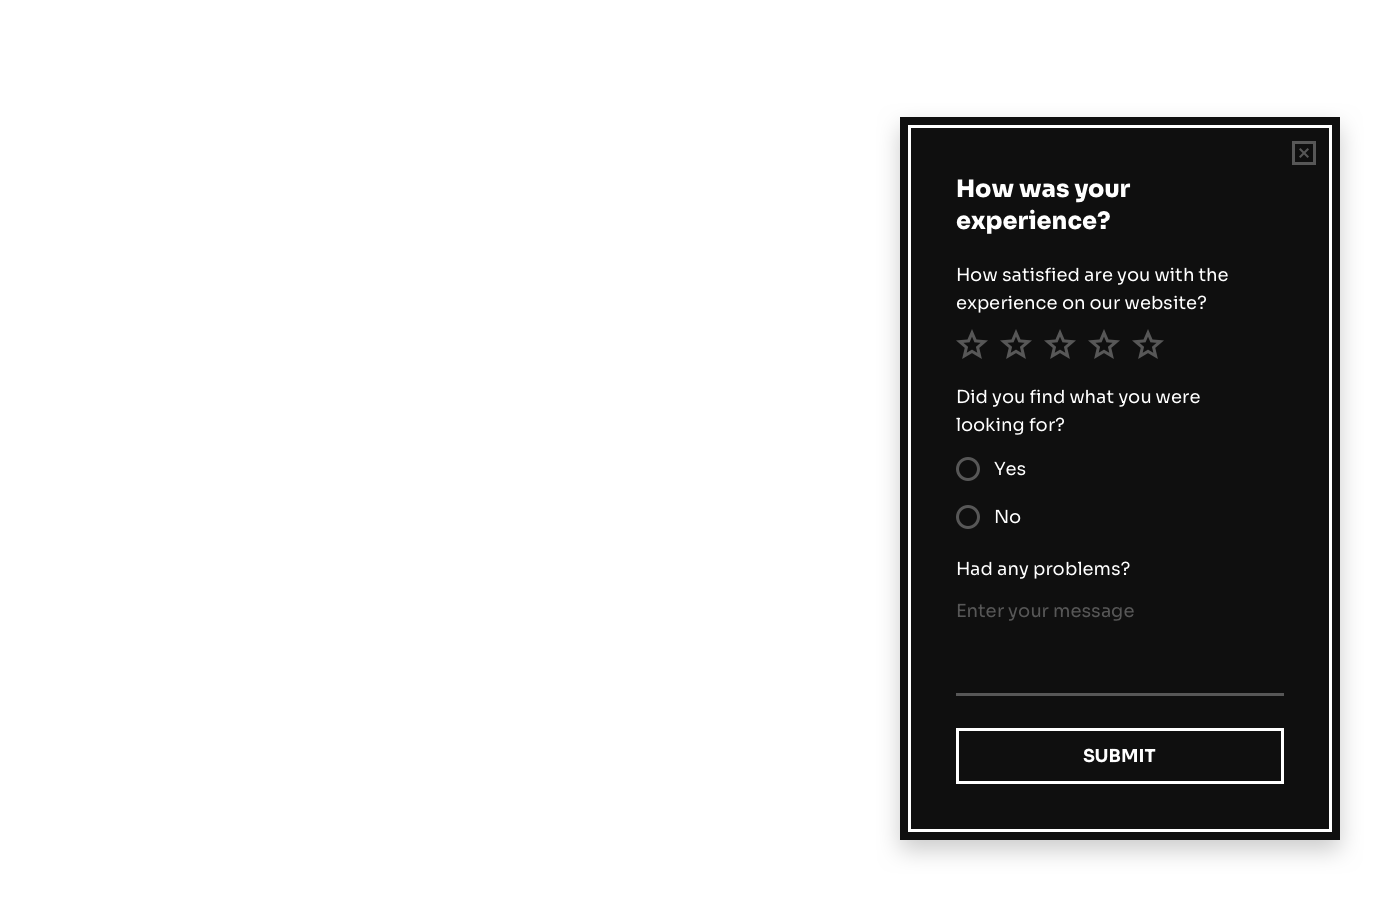 How was your
experience?
How satisfied are you with the
experience on our website?
Did you find what you were
looking for?
Yes
No
Had any problems?
Enter your message
SUBMIT